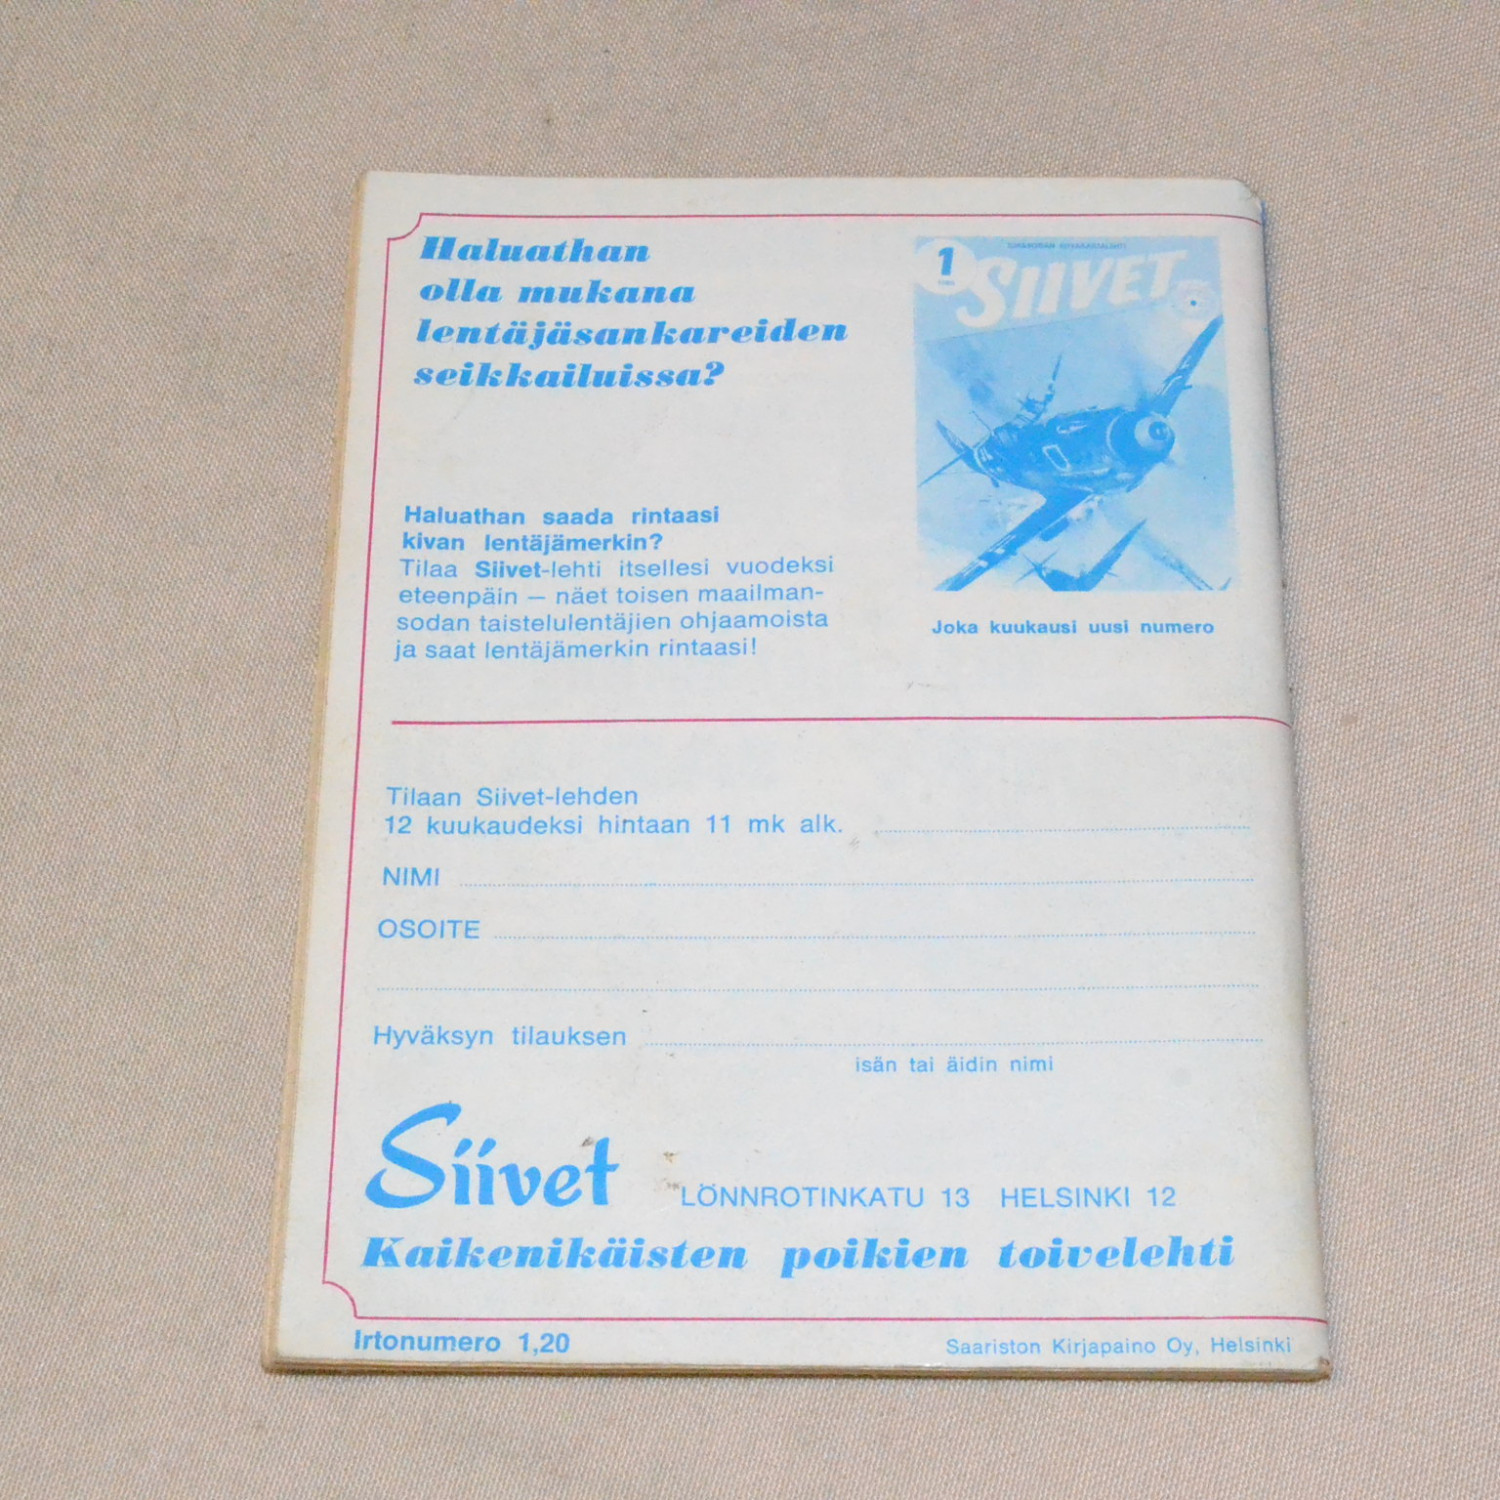 Haluathan
olla mukana
lentäjäsankareiden
seikkailuissa?
1
SIIVET
Haluathan saada rintaasi
kivan lentäjämerkin?
Tilaa Siivet-lehti itsellesi vuodeksi
eteenpäin — näet toisen maailman-
sodan taistelulentäjien ohjaamoista
ja saat lentäjämerkin rintaasi!
Joka kuukausi uusi numero
Tilaan Siivet-lehden
12 kuukaudeksi hintaan 11 mk alk.
NIMI
OSOITE
Hyväksyn tilauksen
isän tai äidin nimi
Siivet LÖNNROTINKATU 13 HELSINKI 12
Kaikenikäisten poikien toivelehti
Irtonumero 1,20
Saariston Kirjapaino Oy, Helsinki